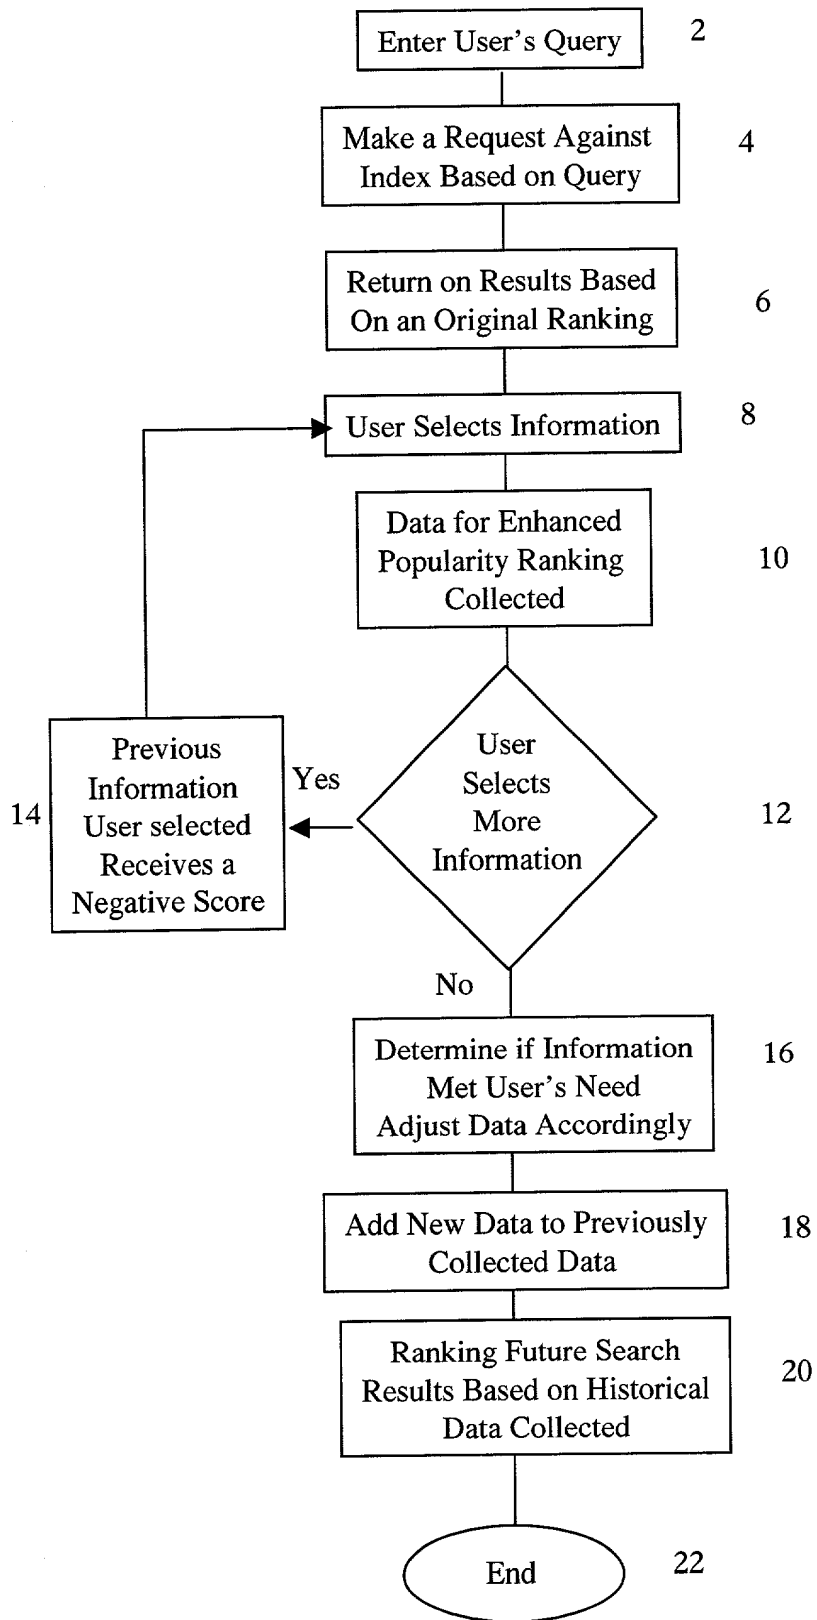 Enter User's Query
2
Make a Request Against
Index Based on Query
4
Return on Results Based
On an Original Ranking
6
User Selects Information
8
Data for Enhanced
Popularity Ranking
Collected
10
User
Selects
More
Information
12
Yes
Previous
Information
User selected
Receives a
Negative Score
14
No
Determine if Information
Met User's Need
Adjust Data Accordingly
16
Add New Data to Previously
Collected Data
18
Ranking Future Search
Results Based on Historical
Data Collected
20
End
22